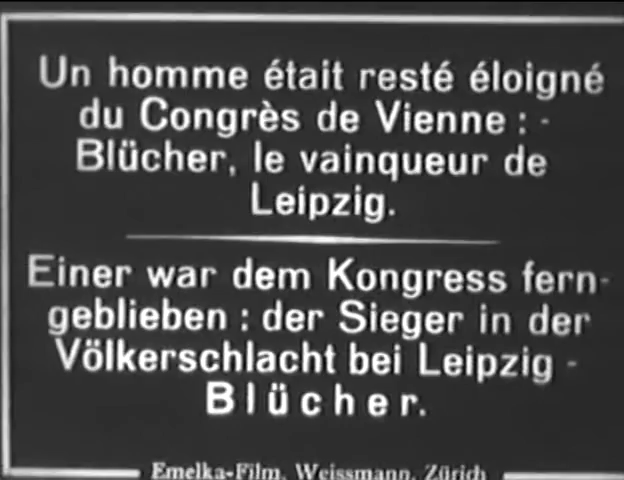 Un homme était resté éloigné
du Congrès de Vienne : -
Blücher, le vainqueur de
Leipzig.
Einer war dem Kongress fern-
geblieben : der Sieger in der
Völkerschlacht bei Leipzig -
Blücher.
Emelka-Film, Weissmann, Zürich